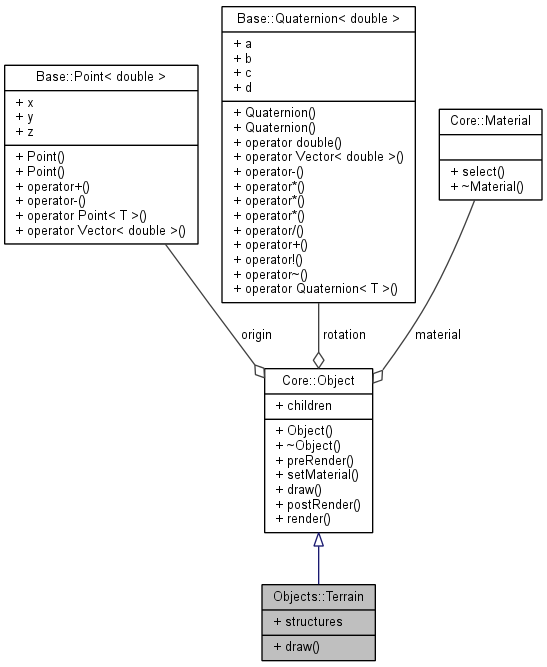 Base::Quaternion< double >
+ a
+ b
+ c
+ d
+ Quaternion()
+ Quaternion()
+ operator double()
+ operator Vector< double >()
+ operator-()
+ operator*()
+ operator*()
+ operator*()
+ operator/()
+ operator+()
+ operator!()
+ operator~()
+ operator Quaternion< T >()
Base::Point< double >
+ x
+ y
+ z
+ Point()
+ Point()
+ operator+()
+ operator-()
+ operator Point< T >()
+ operator Vector< double >()
Core::Material
+ select()
+ ~Material()
origin
rotation
material
Core::Object
+ children
+ Object()
+ ~Object()
+ preRender()
+ setMaterial()
+ draw()
+ postRender()
+ render()
Objects::Terrain
+ structures
+ draw()